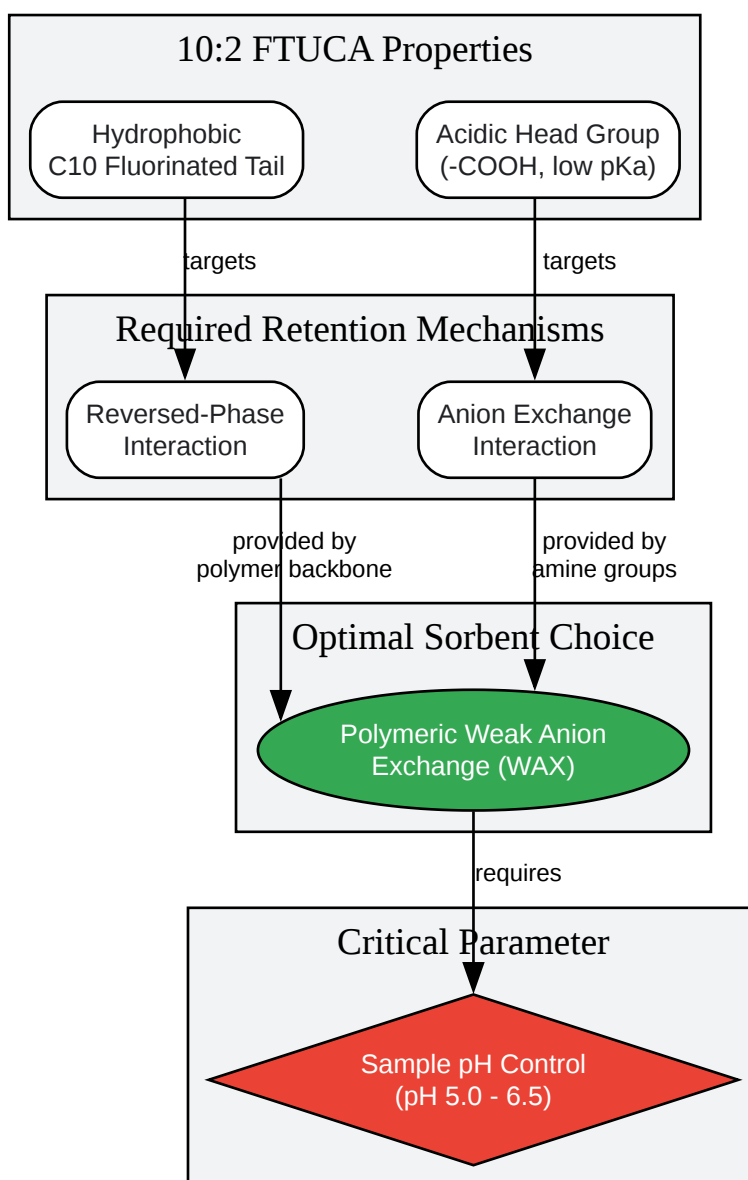 10:2 FTUCA Properties
Hydrophobic
C10 Fluorinated Tail
Acidic Head Group
(-COOH, low pKa)
targets
targets
Required Retention Mechanisms
Reversed-Phase
Interaction
Anion Exchange
Interaction
provided by
polymer backbone
provided by
amine groups
Optimal Sorbent Choice
Polymeric Weak Anion
Exchange (WAX)
requires
Critical Parameter
Sample pH Control
(pH 5.0 - 6.5)